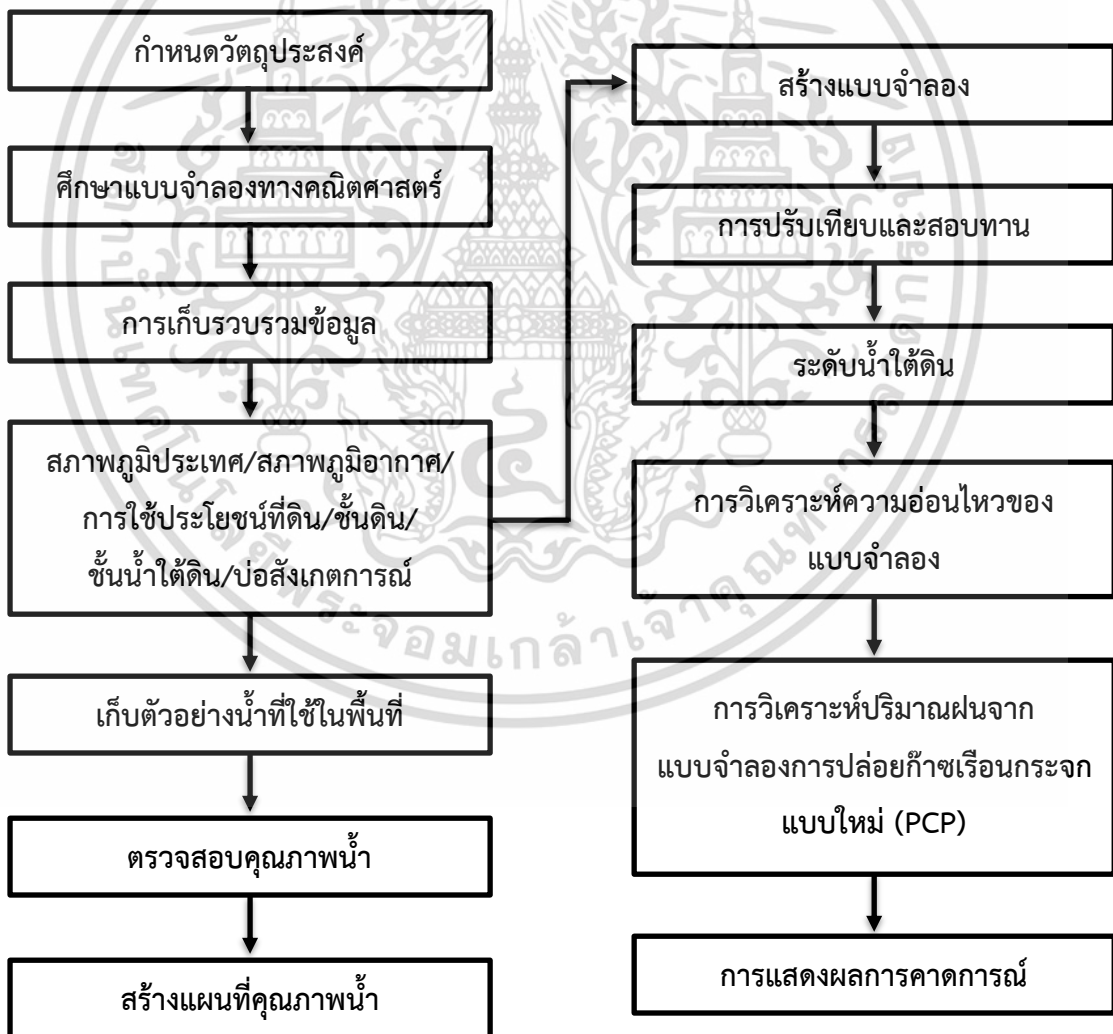 กำหนดวัตถุประสงค์
ศึกษาแบบจำลองทางคณิตศาสตร์
การเก็บรวบรวมข้อมูล
สภาพภูมิประเทศ/สภาพภูมิอากาศ/
การใช้ประโยชน์ที่ดิน/ชั้นดิน/
ชั้นน้ำใต้ดิน/บ่อสังเกตการณ์
เก็บตัวอย่างน้ำที่ใช้ในพื้นที่
ตรวจสอบคุณภาพน้ำ
สร้างแผนที่คุณภาพน้ำ
สร้างแบบจำลอง
การปรับเทียบและสอบทาน
ระดับน้ำใต้ดิน
การวิเคราะห์ความอ่อนไหวของ
แบบจำลอง
การวิเคราะห์ปริมาณฝนจาก
แบบจำลองการปล่อยก๊าซเรือนกระจก
แบบใหม่ (PCP)
การแสดงผลการคาดการณ์